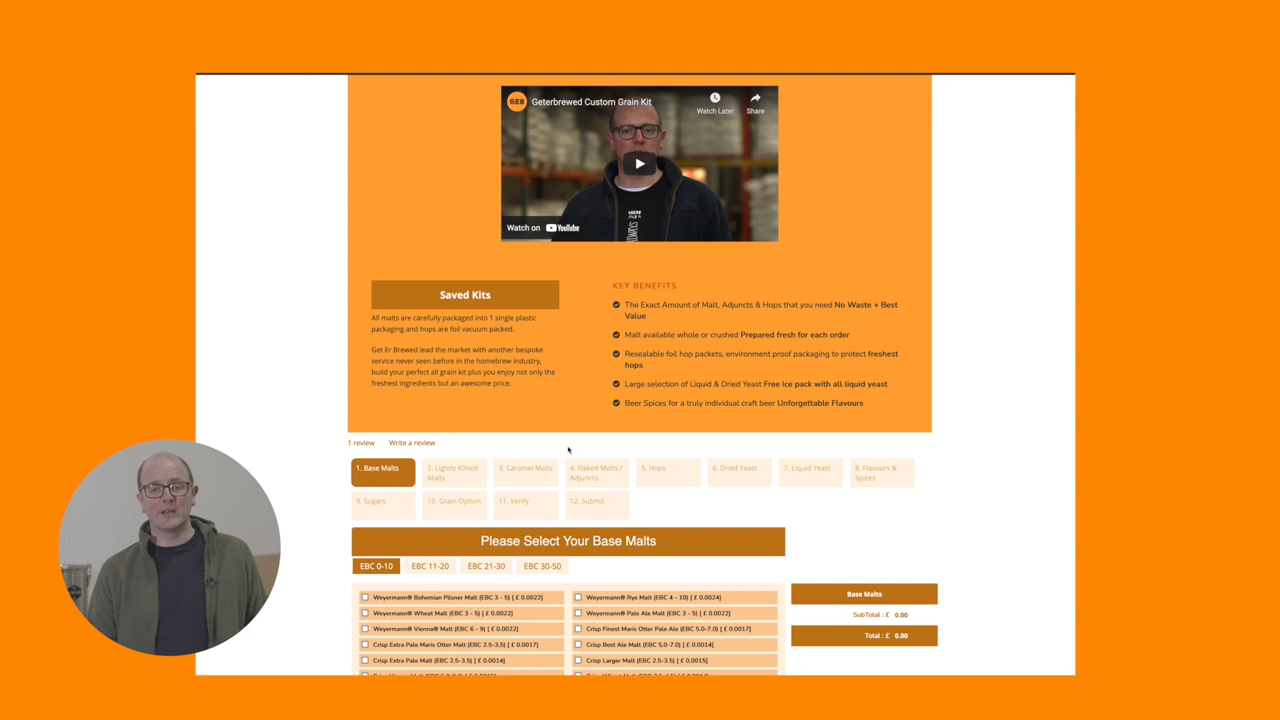 GEB Geterbrewed Custom Grain Kit
Watch Later
Share
Watch on YouTube
Saved Kits
All malts are carefully packaged into 1 single plastic
packaging and hops are foil vacuum packed.
Get Er Brewed lead the market with another bespoke
service never seen before in the homebrew industry,
build your perfect all grain kit plus you enjoy not only the
freshest ingredients but an awesome price.
KEY BENEFITS
The Exact Amount of Malt, Adjuncts & Hops that you need No Waste + Best
Value
Malt available whole or crushed Prepared fresh for each order
Resealable foil hop packets, environment proof packaging to protect freshest
hops
Large selection of Liquid & Dried Yeast Free Ice pack with all liquid yeast
Beer Spices for a truly individual craft beer Unforgettable Flavours
1 review Write a review
1. Base Malts
2. Lightly Kilned
Malts
3. Caramel Malts
4. Flaked Malts /
Adjuncts
5. Hops
6. Dried Yeast
7. Liquid Yeast
8. Flavours &
Spices
9. Sugars
10. Grain Option
11. Verify
12. Submit
Please Select Your Base Malts
EBC 0-10 EBC 11-20 EBC 21-30 EBC 30-50
Weyermann® Bohemian Pilsner Malt (EBC 3 - 5) [ £ 0.0022]
Weyermann® Rye Malt (EBC 4 - 10) [ £ 0.0024]
Weyermann® Wheat Malt (EBC 3 - 5) [ £ 0.0022]
Weyermann® Pale Ale Malt (EBC 3 - 5) [ £ 0.0022]
Weyermann® Vienna® Malt (EBC 6 - 9) [ £ 0.0022]
Crisp Finest Maris Otter Pale Ale (EBC 5.0-7.0) [ £ 0.0017]
Crisp Extra Pale Maris Otter Malt (EBC 2.5-3.5) [ £ 0.0017]
Crisp Best Ale Malt (EBC 5.0-7.0) [ £ 0.0014]
Crisp Extra Pale Malt (EBC 2.5-3.5) [ £ 0.0014]
Crisp Larger Malt (EBC 2.5-3.5) [ £ 0.0015]
Base Malts
SubTotal : £ 0.00
Total : £ 0.00